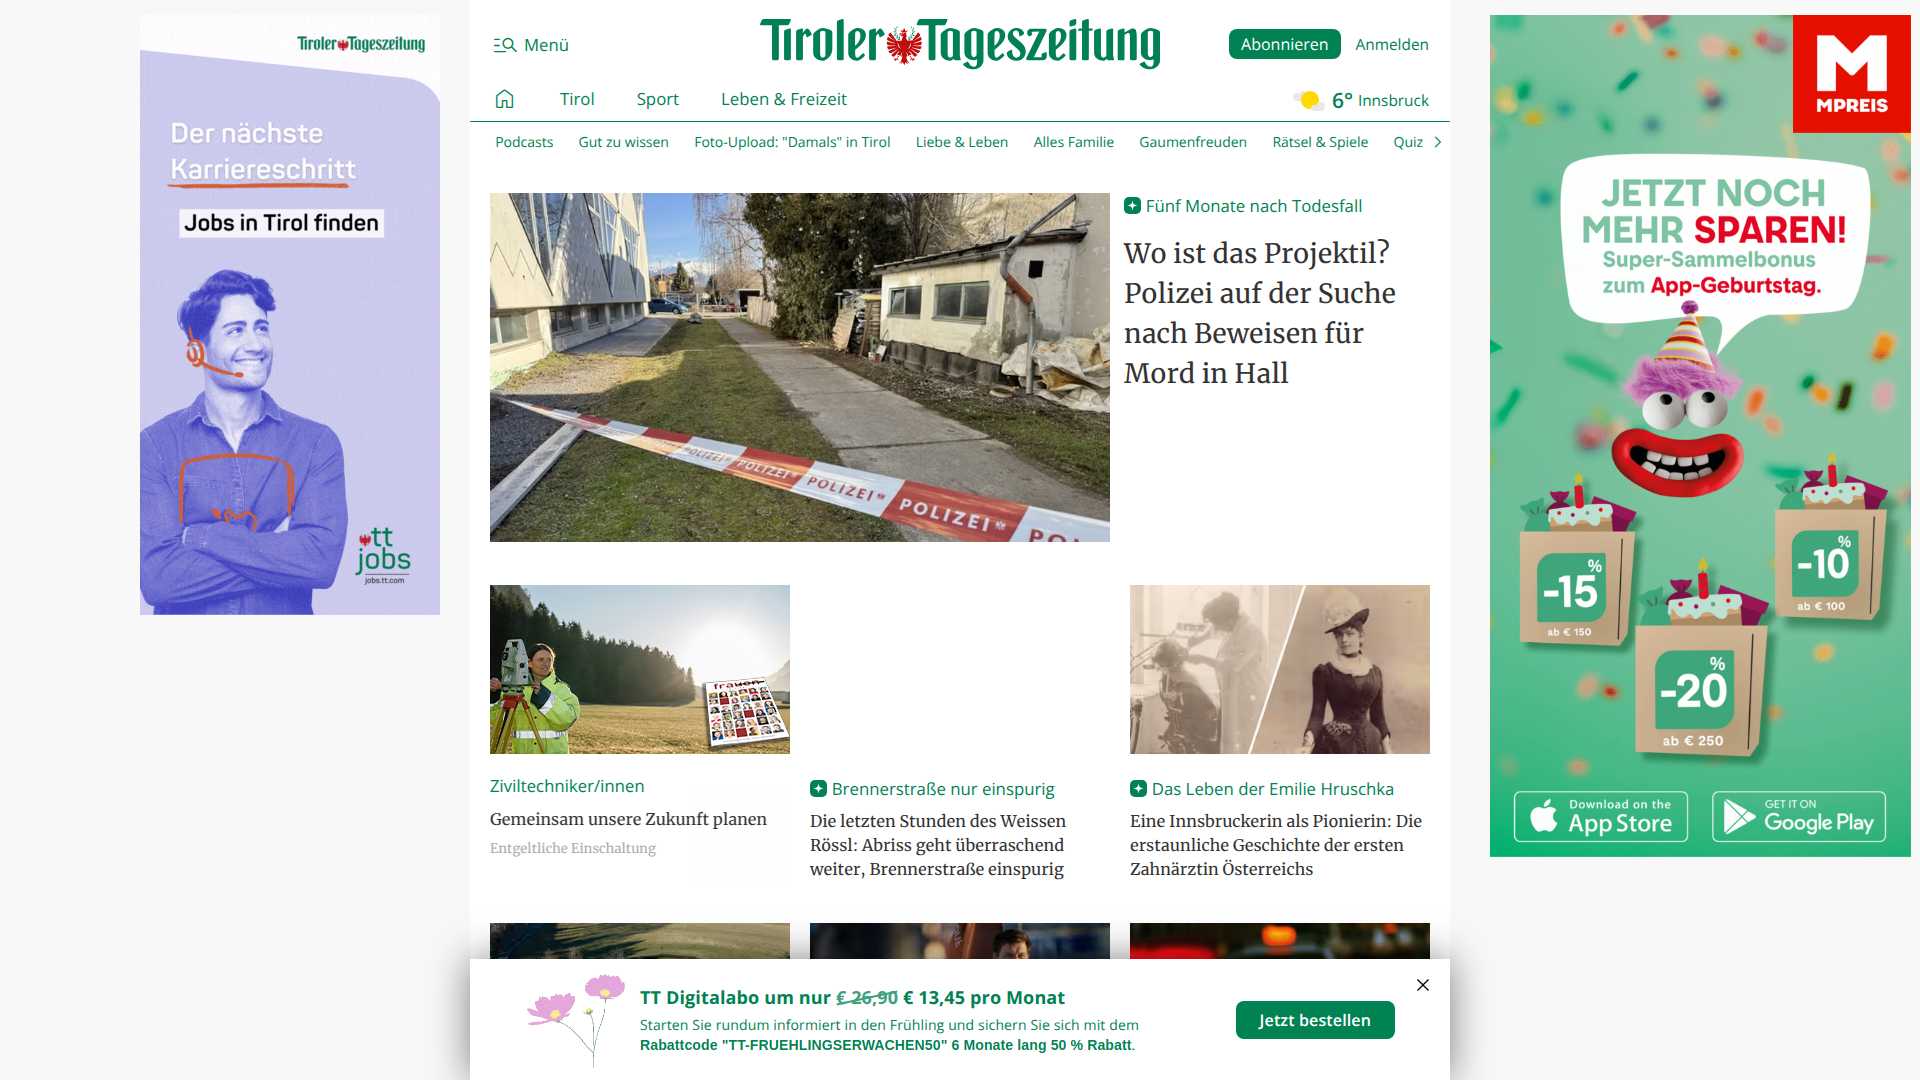 Tiroler Tageszeitung
Der nächste
Karriereschritt
Jobs in Tirol finden
tt
jobs
jobs.tt.com
Menü
Tiroler Tageszeitung
Abonnieren
Anmelden
Tirol
Sport
Leben & Freizeit
6° Innsbruck
Podcasts
Gut zu wissen
Foto-Upload: "Damals" in Tirol
Liebe & Leben
Alles Familie
Gaumenfreuden
Rätsel & Spiele
Quiz
POLIZEI
POLIZEI
POLIZEI
POLIZEI
Fünf Monate nach Todesfall
Wo ist das Projektil?
Polizei auf der Suche
nach Beweisen für
Mord in Hall
frauen
Ziviltechniker/innen
Gemeinsam unsere Zukunft planen
Entgeltliche Einschaltung
Brennerstraße nur einspurig
Die letzten Stunden des Weissen
Rössl: Abriss geht überraschend
weiter, Brennerstraße einspurig
Das Leben der Emilie Hruschka
Eine Innsbruckerin als Pionierin: Die
erstaunliche Geschichte der ersten
Zahnärztin Österreichs
TT Digitalabo um nur € 26,90 € 13,45 pro Monat
Starten Sie rundum informiert in den Frühling und sichern Sie sich mit dem
Rabattcode "TT-FRUEHLINGSERWACHEN50" 6 Monate lang 50 % Rabatt.
Jetzt bestellen
M
MPREIS
JETZT NOCH
MEHR SPAREN!
Super-Sammelbonus
zum App-Geburtstag.
-15 %
ab € 150
-10 %
ab € 100
-20 %
ab € 250
Download on the
App Store
GET IT ON
Google Play